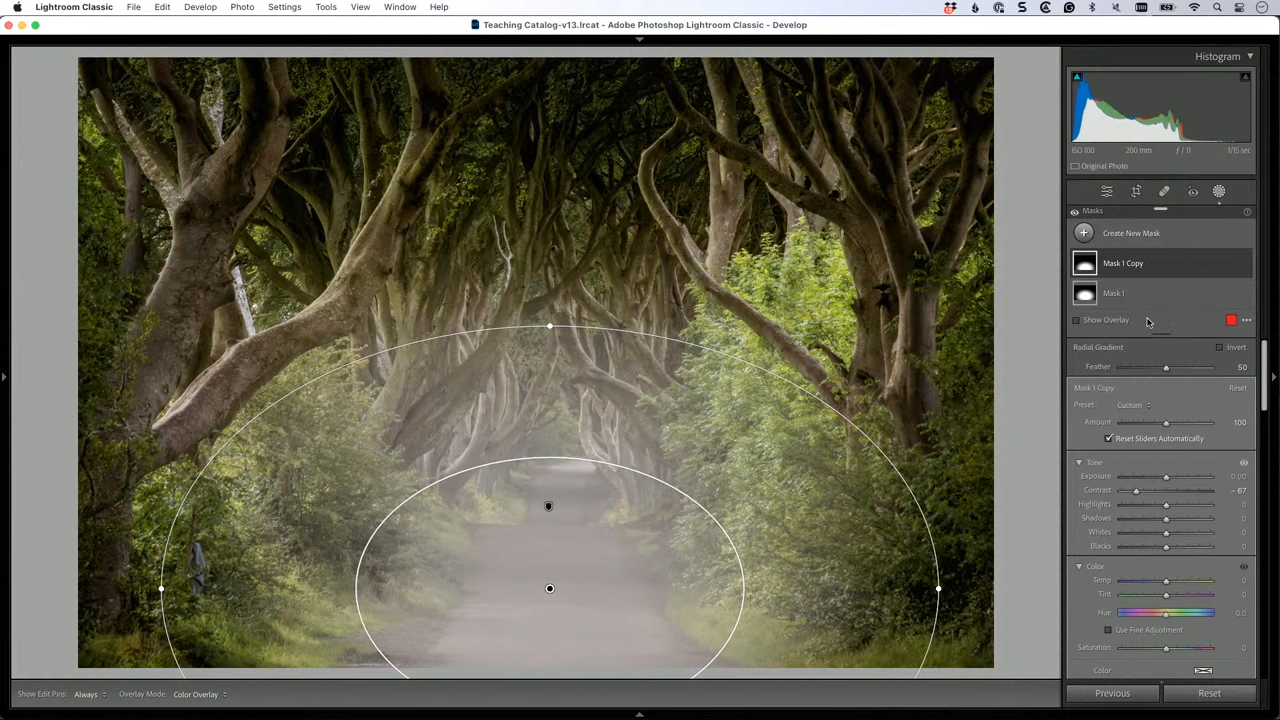 Lightroom Classic File Edit Develop Photo Settings Tools View Window Help
Teaching Catalog-v13.lrcat - Adobe Photoshop Lightroom Classic - Develop
Histogram
ISO 100 200 mm ƒ / 11 1/15 sec
Original Photo
Masks
Create New Mask
Mask 1 Copy
Mask 1
Show Overlay
Radial Gradient Invert
Feather 50
Mask 1 Copy Reset
Preset : Custom
Amount 100
Reset Sliders Automatically
Tone
Exposure 0.00
Contrast – 67
Highlights 0
Shadows 0
Whites 0
Blacks 0
Color
Temp 0
Tint 0
Hue 0.0
Use Fine Adjustment
Saturation 0
Color
Show Edit Pins: Always Overlay Mode: Color Overlay
Previous Reset